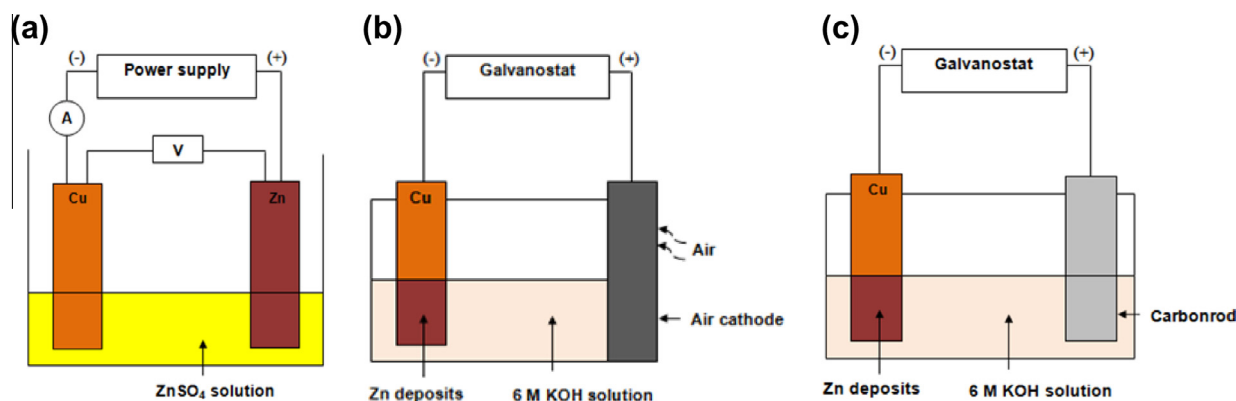 (a)
(-)
Power supply
(+)
A
V
Cu
Zn
ZnSO₄ solution
(b)
(-)
Galvanostat
(+)
Cu
Air
Air cathode
Zn deposits
6 M KOH solution
(c)
(-)
Galvanostat
(+)
Cu
Carbonrod
Zn deposits
6 M KOH solution